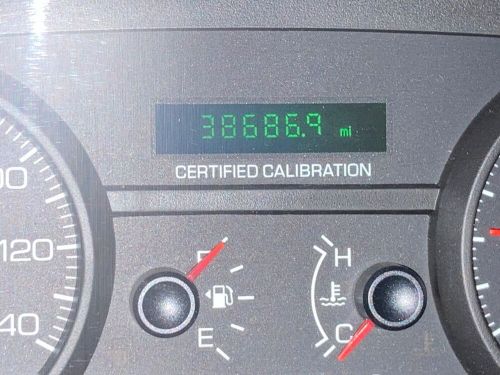 38686.9 mi
CERTIFIED CALIBRATION
00
120
40
F
E
H
C